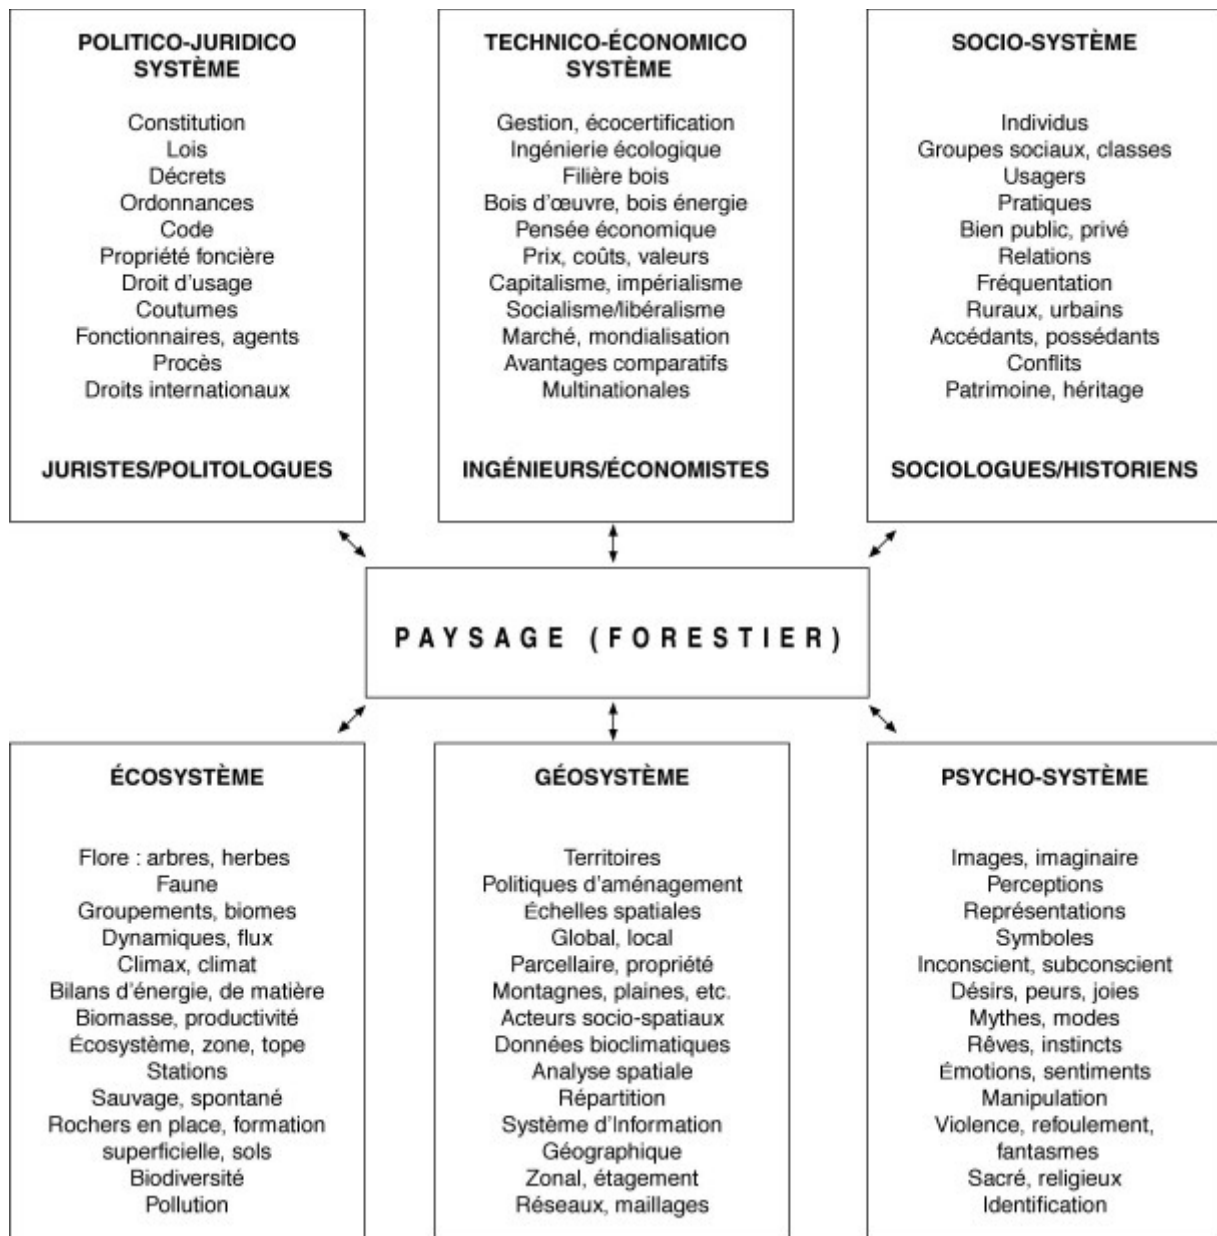 POLITICO-JURIDICO
SYSTÈME
Constitution
Lois
Décrets
Ordonnances
Code
Propriété foncière
Droit d'usage
Coutumes
Fonctionnaires, agents
Procès
Droits internationaux
JURISTES/POLITOLOGUES
TECHNICO-ÉCONOMICO
SYSTÈME
Gestion, écocertification
Ingénierie écologique
Filière bois
Bois d'œuvre, bois énergie
Pensée économique
Prix, coûts, valeurs
Capitalisme, impérialisme
Socialisme/libéralisme
Marché, mondialisation
Avantages comparatifs
Multinationales
INGÉNIEURS/ÉCONOMISTES
SOCIO-SYSTÈME
Individus
Groupes sociaux, classes
Usagers
Pratiques
Bien public, privé
Relations
Fréquentation
Ruraux, urbains
Accédants, possédants
Conflits
Patrimoine, héritage
SOCIOLOGUES/HISTORIENS
PAYSAGE (FORESTIER)
ÉCOSYSTÈME
Flore : arbres, herbes
Faune
Groupements, biomes
Dynamiques, flux
Climax, climat
Bilans d'énergie, de matière
Biomasse, productivité
Écosystème, zone, tope
Stations
Sauvage, spontané
Rochers en place, formation
superficielle, sols
Biodiversité
Pollution
GÉOSYSTÈME
Territoires
Politiques d'aménagement
Échelles spatiales
Global, local
Parcellaire, propriété
Montagnes, plaines, etc.
Acteurs socio-spatiaux
Données bioclimatiques
Analyse spatiale
Répartition
Système d'Information
Géographique
Zonal, étagement
Réseaux, maillages
PSYCHO-SYSTÈME
Images, imaginaire
Perceptions
Représentations
Symboles
Inconscient, subconscient
Désirs, peurs, joies
Mythes, modes
Rêves, instincts
Émotions, sentiments
Manipulation
Violence, refoulement,
fantasmes
Sacré, religieux
Identification